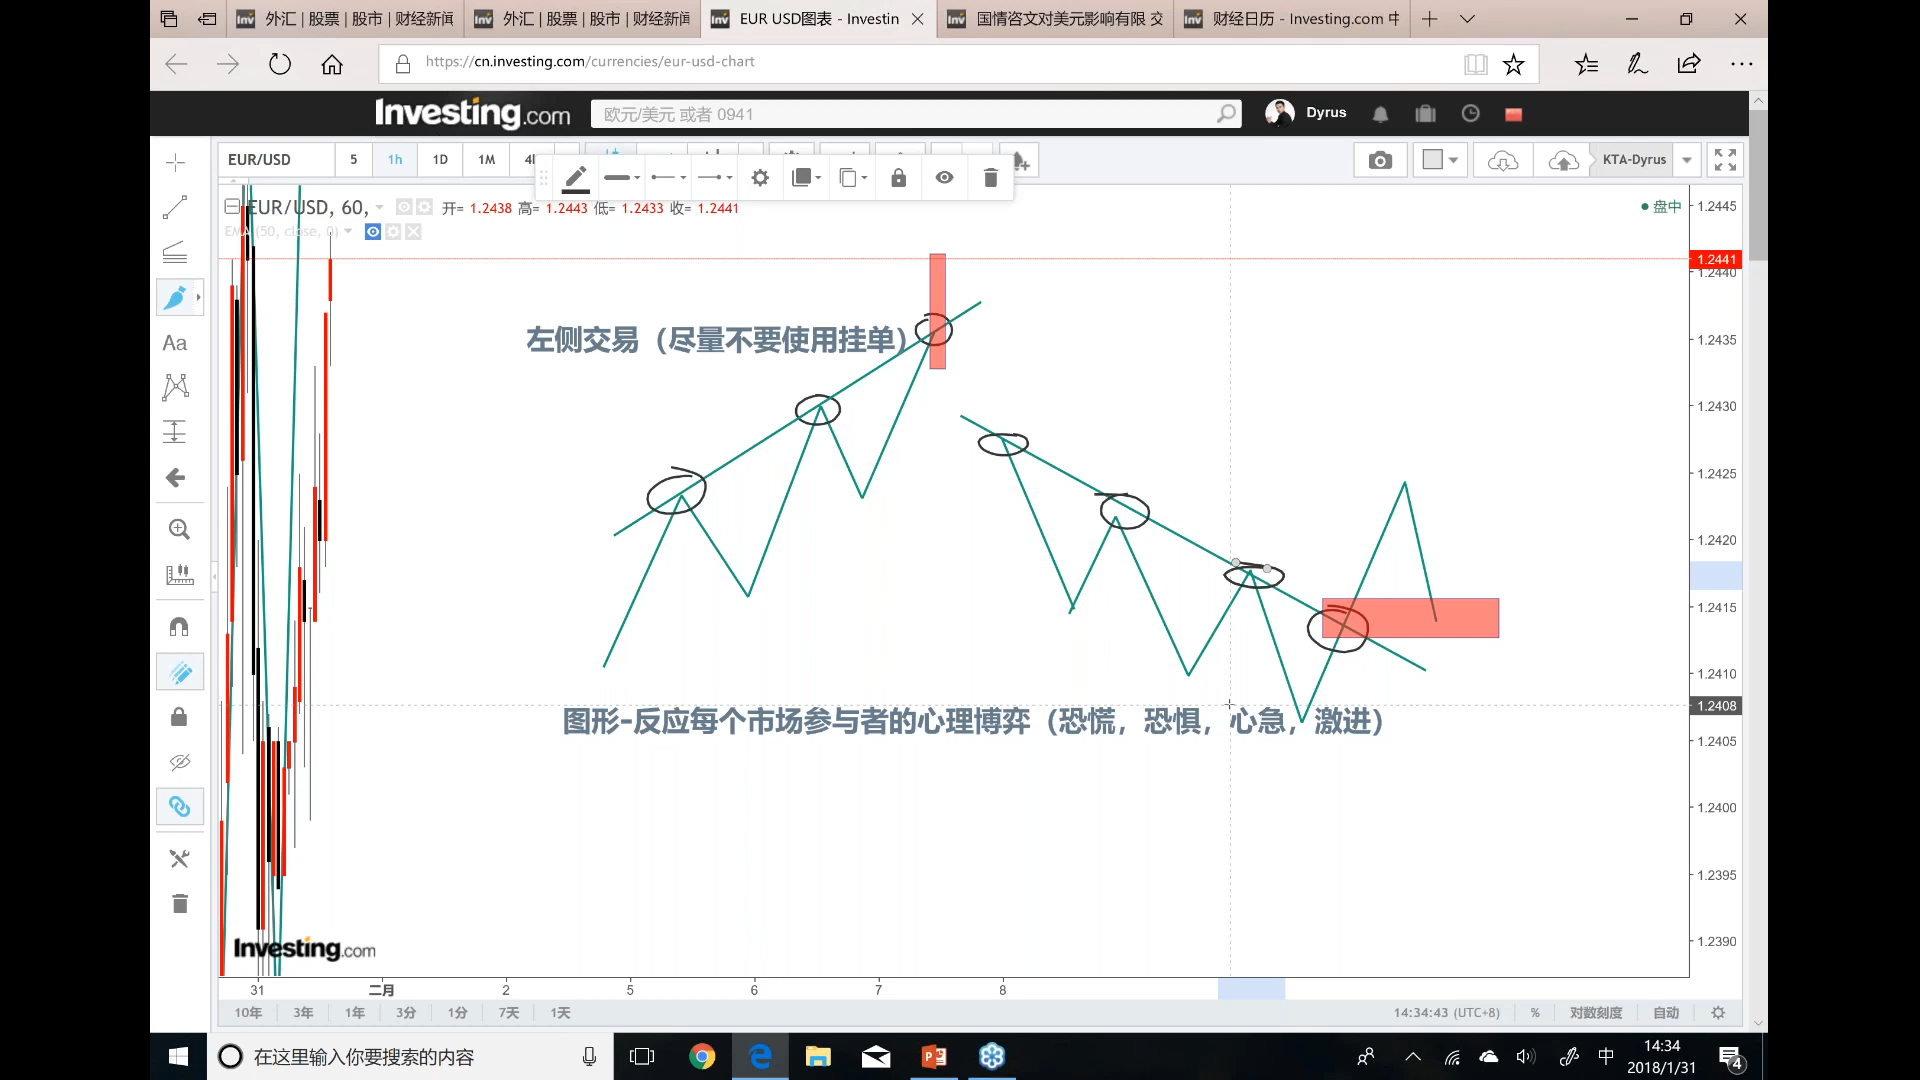 外汇 | 股票 | 股市 | 财经新闻
外汇 | 股票 | 股市 | 财经新闻
EUR USD图表 - Investin
国情咨文对美元影响有限 交
财经日历 - Investing.com 中
https://cn.investing.com/currencies/eur-usd-chart
Investing.com
欧元/美元 或者 0941
Dyrus
EUR/USD
5
1h
1D
1M
KTA-Dyrus
EUR/USD, 60,
开= 1.2438 高= 1.2443 低= 1.2433 收= 1.2441
盘中
EMA (50, close, 0)
1.2445
1.2441
1.2440
1.2435
1.2430
1.2425
1.2420
1.2415
1.2410
1.2408
1.2405
1.2400
1.2395
1.2390
左侧交易（尽量不要使用挂单）
图形-反应每个市场参与者的心理博弈（恐慌，恐惧，心急，激进）
Aa
Investing.com
31 二月 2 5 6 7 8
10年 3年 1年 3分 1分 7天 1天
14:34:43 (UTC+8) % 对数刻度 自动
在这里输入你要搜索的内容
中
14:34
2018/1/31
4